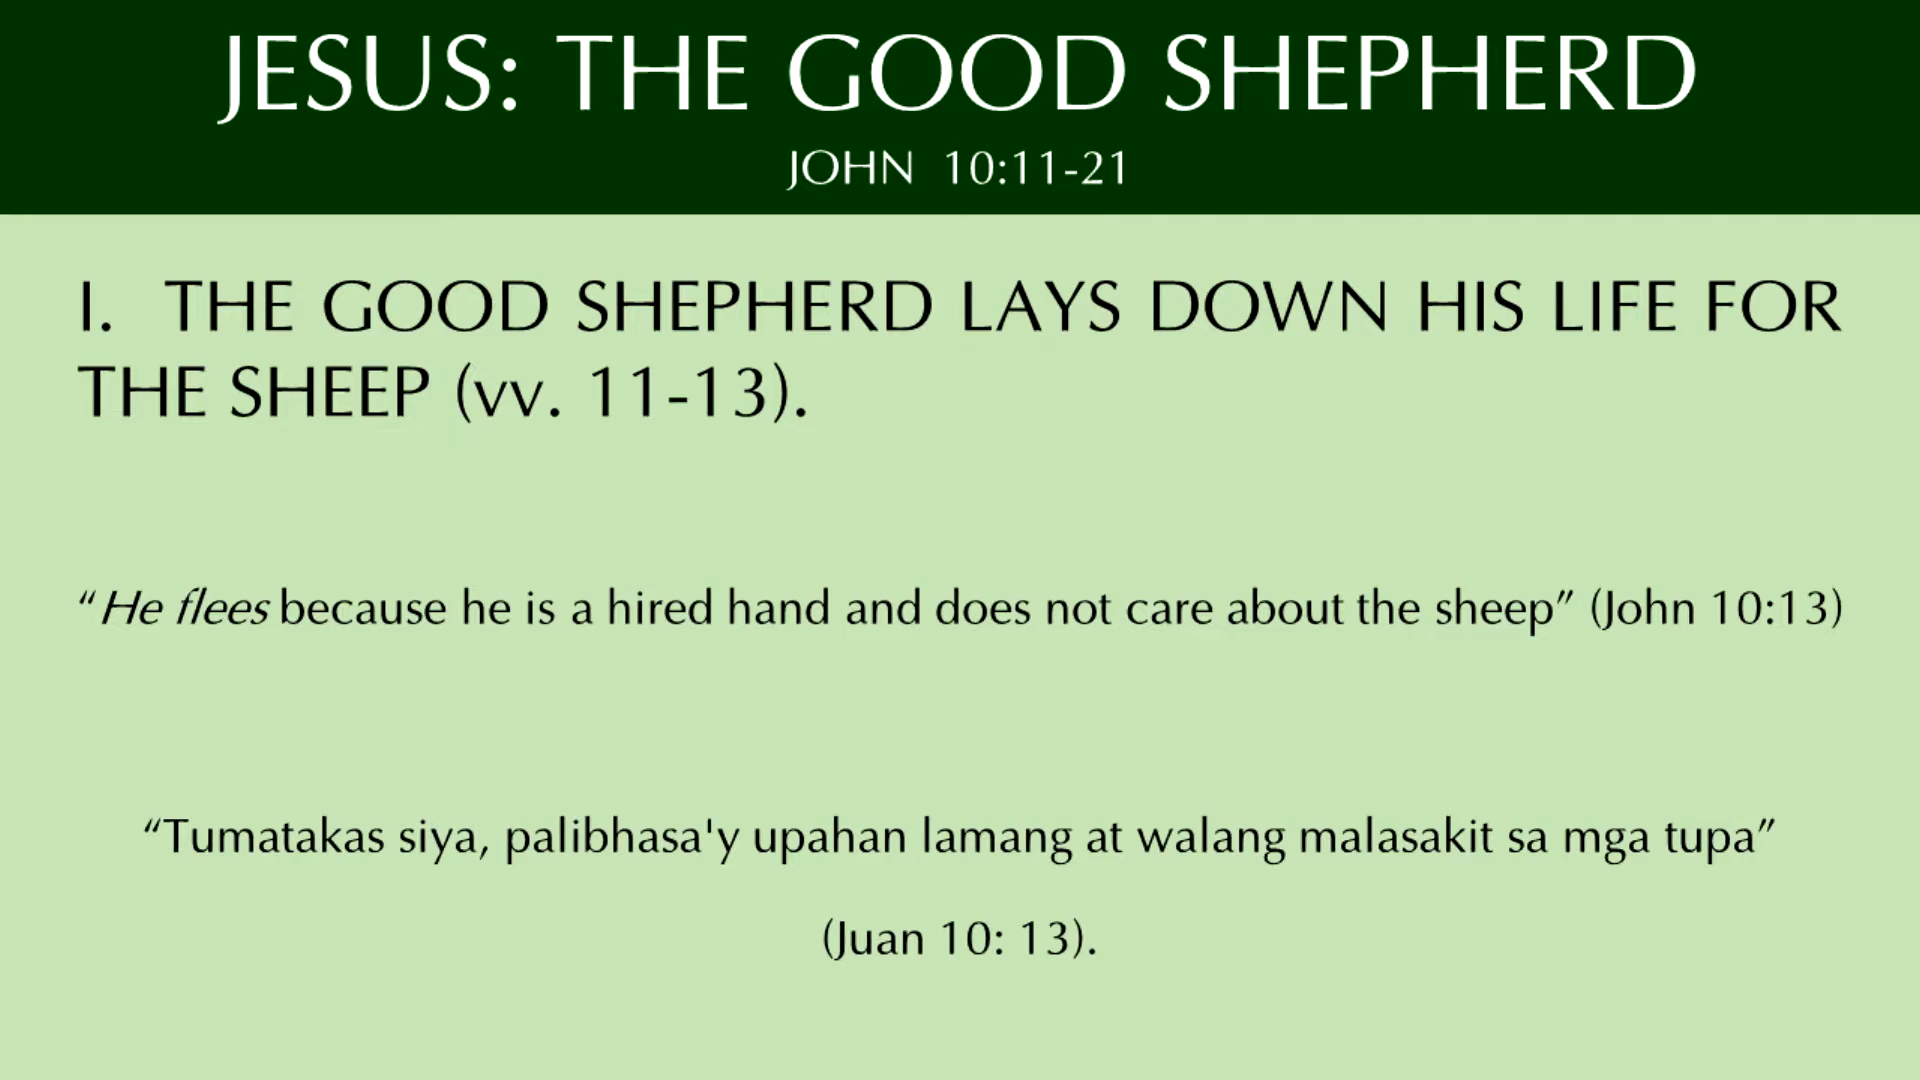 JESUS: THE GOOD SHEPHERD
JOHN 10:11-21
I. THE GOOD SHEPHERD LAYS DOWN HIS LIFE FOR
THE SHEEP (vv. 11-13).
“He flees because he is a hired hand and does not care about the sheep” (John 10:13)
“Tumatakas siya, palibhasa'y upahan lamang at walang malasakit sa mga tupa”
(Juan 10: 13).